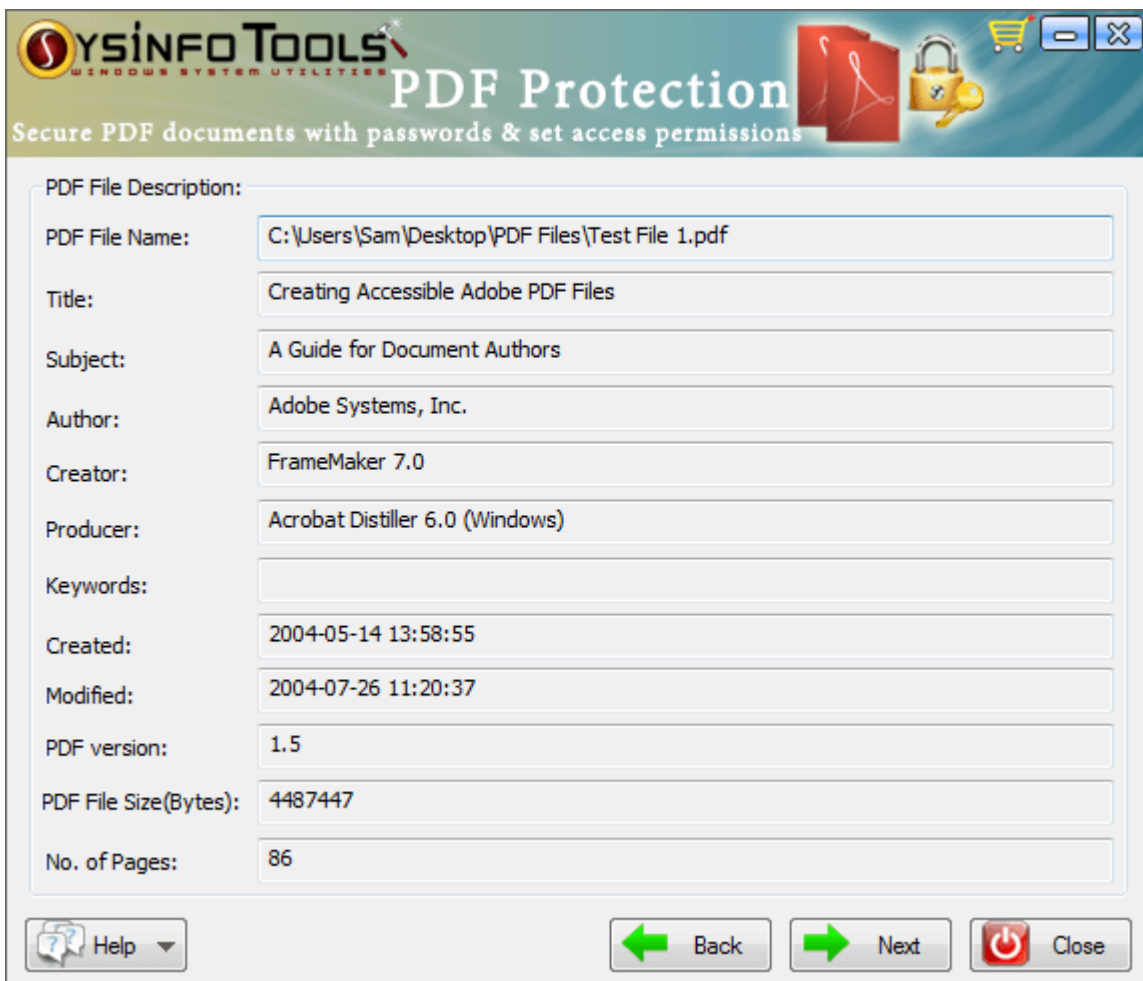 SYSINFOTOOLS
WINDOWS SYSTEM UTILITIES
PDF Protection
Secure PDF documents with passwords & set access permissions
PDF File Description:
PDF File Name: C:\Users\Sam\Desktop\PDF Files\Test File 1.pdf
Title: Creating Accessible Adobe PDF Files
Subject: A Guide for Document Authors
Author: Adobe Systems, Inc.
Creator: FrameMaker 7.0
Producer: Acrobat Distiller 6.0 (Windows)
Keywords:
Created: 2004-05-14 13:58:55
Modified: 2004-07-26 11:20:37
PDF version: 1.5
PDF File Size(Bytes): 4487447
No. of Pages: 86
Help Back Next Close